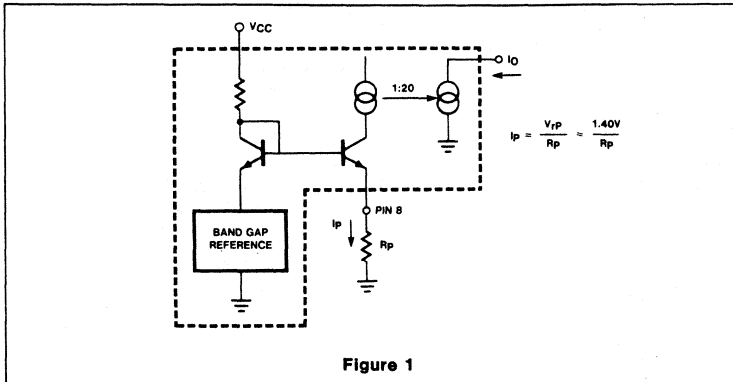 VCC
IO
1:20
IP = VrP / RP = 1.40V / RP
PIN 8
IP
RP
BAND GAP
REFERENCE
Figure 1